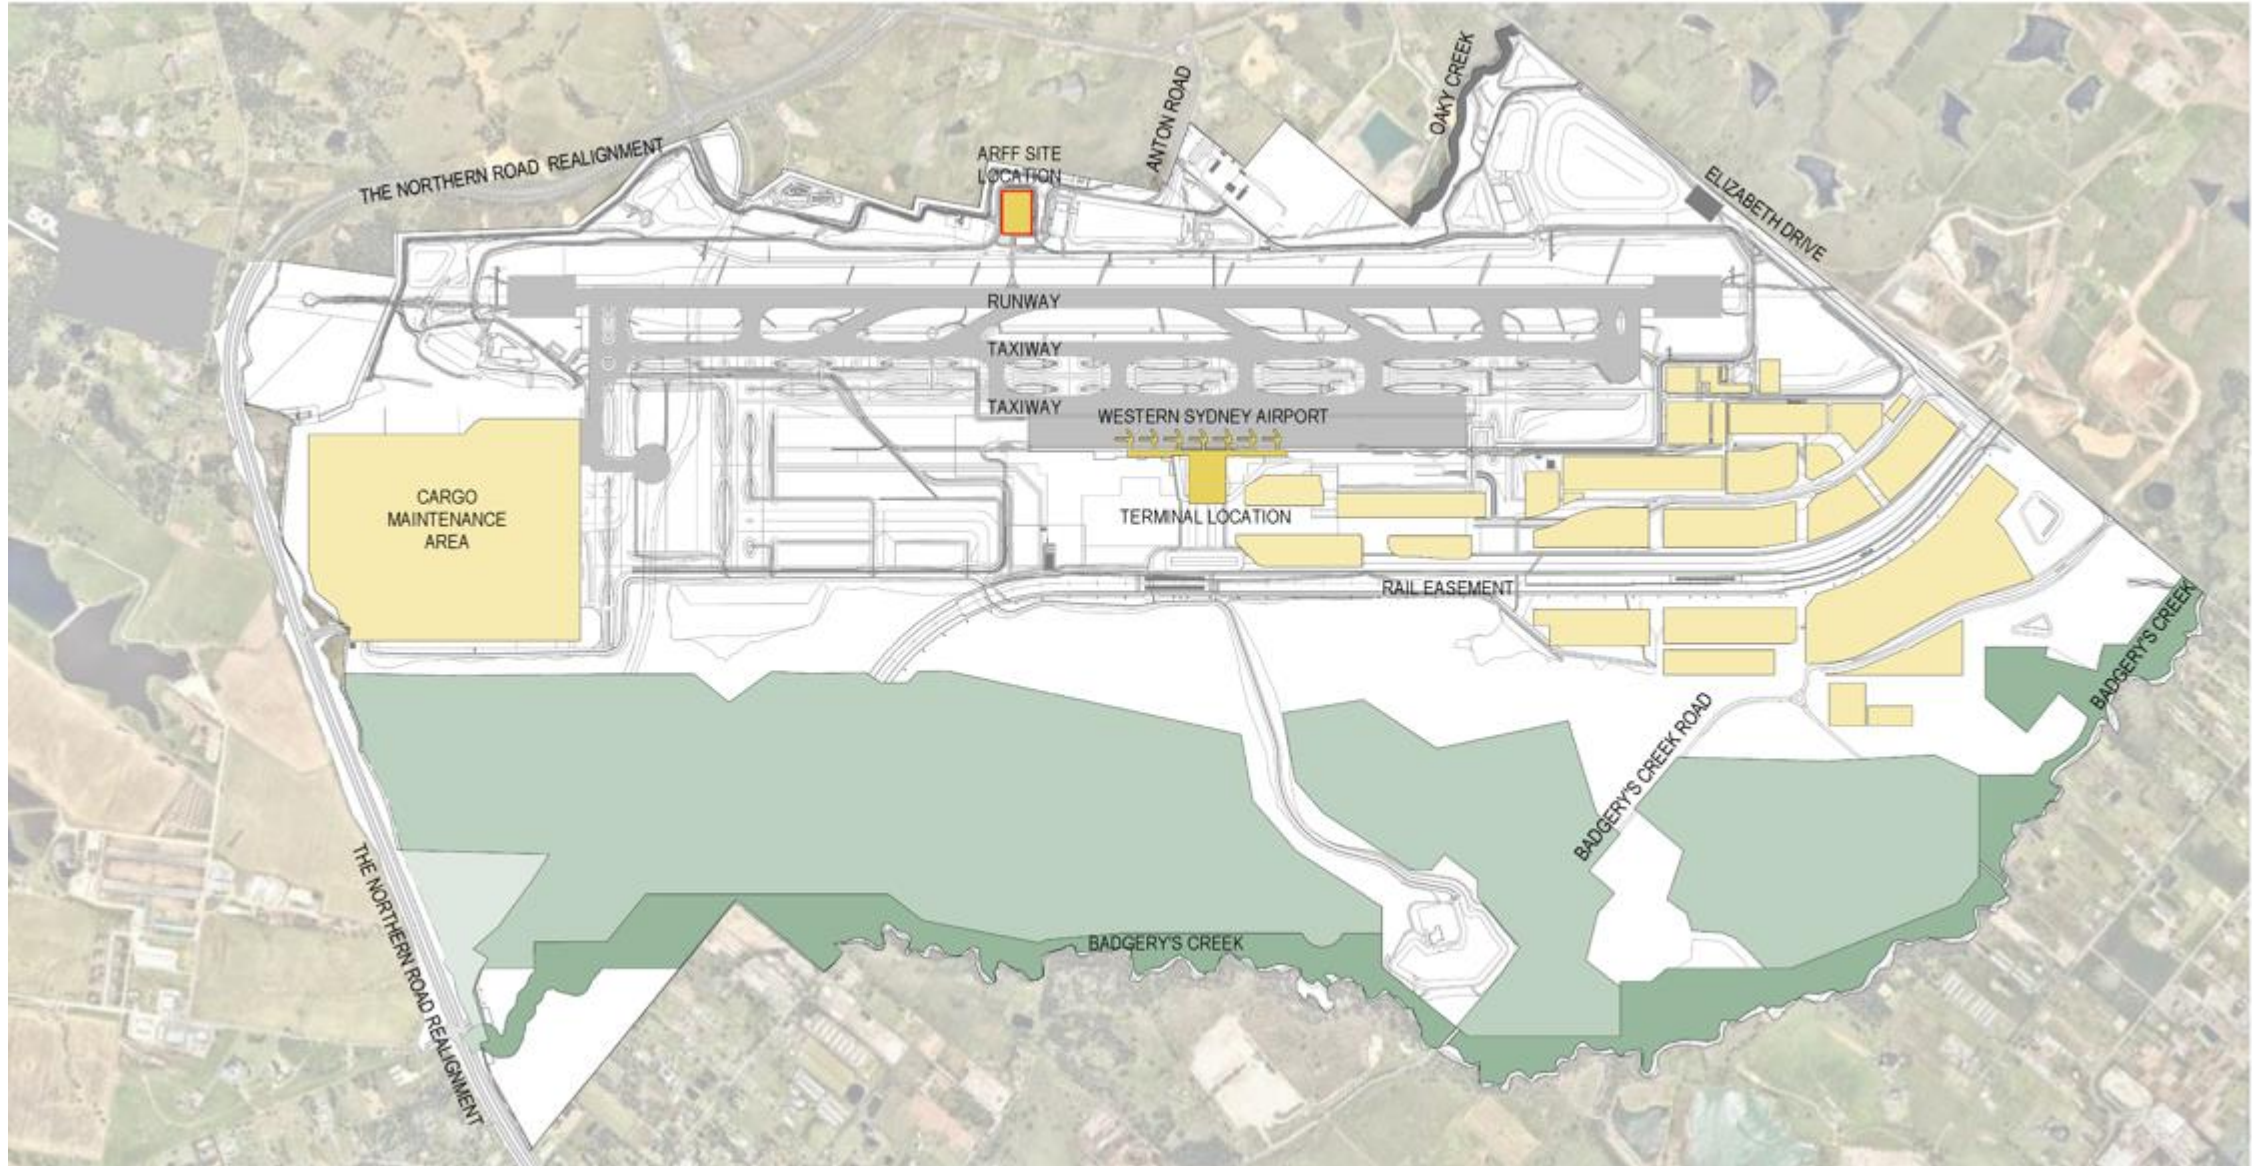 OAKY CREEK
ANTON ROAD
THE NORTHERN ROAD REALIGNMENT
ARFF SITE
LOCATION
ELIZABETH DRIVE
RUNWAY
TAXIWAY
TAXIWAY
WESTERN SYDNEY AIRPORT
CARGO
MAINTENANCE
AREA
TERMINAL LOCATION
RAIL EASEMENT
BADGERY'S CREEK
BADGERY'S CREEK ROAD
THE NORTHERN ROAD REALIGNMENT
BADGERY'S CREEK